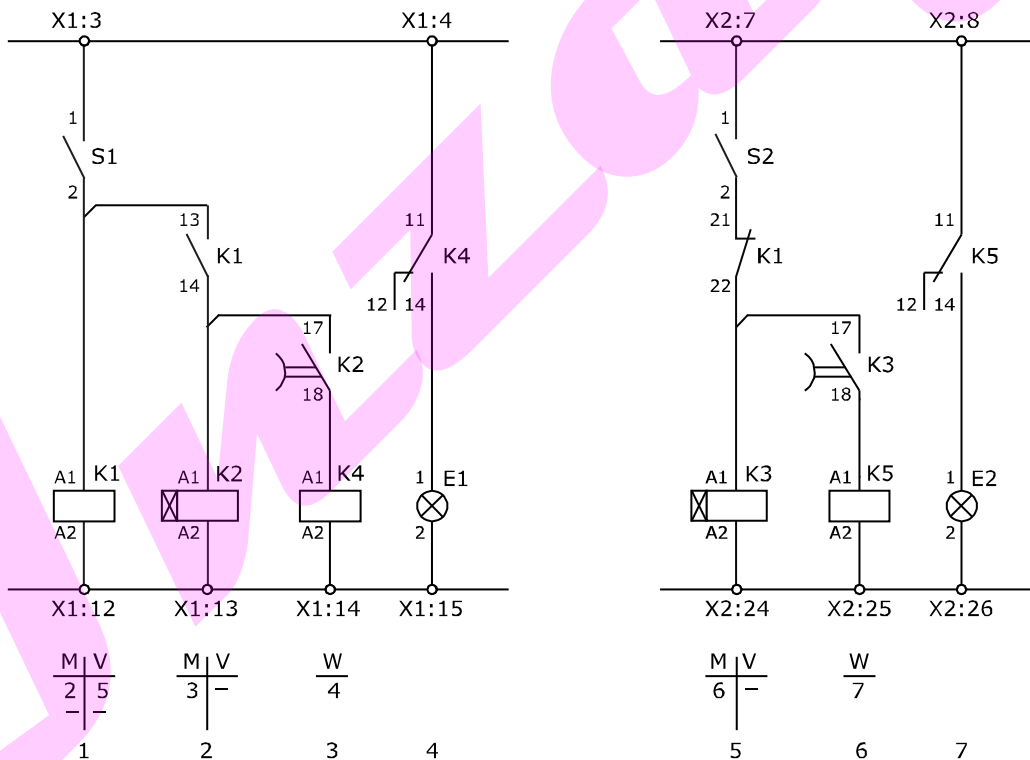 X1:3 X1:4 X2:7 X2:8
1 1
S1 S2
2 2
13 11 21 11
K1 K4 K1 K5
14 22
12 14 12 14
17 17
K2 K3
18 18
A1 K1 A1 K2 A1 K4 1 E1 A1 K3 A1 K5 1 E2
A2 A2 A2 2 A2 A2 2
X1:12 X1:13 X1:14 X1:15 X2:24 X2:25 X2:26
M V M V W M V W
2 5 3 – 4 6 – 7
– –
1 2 3 4 5 6 7